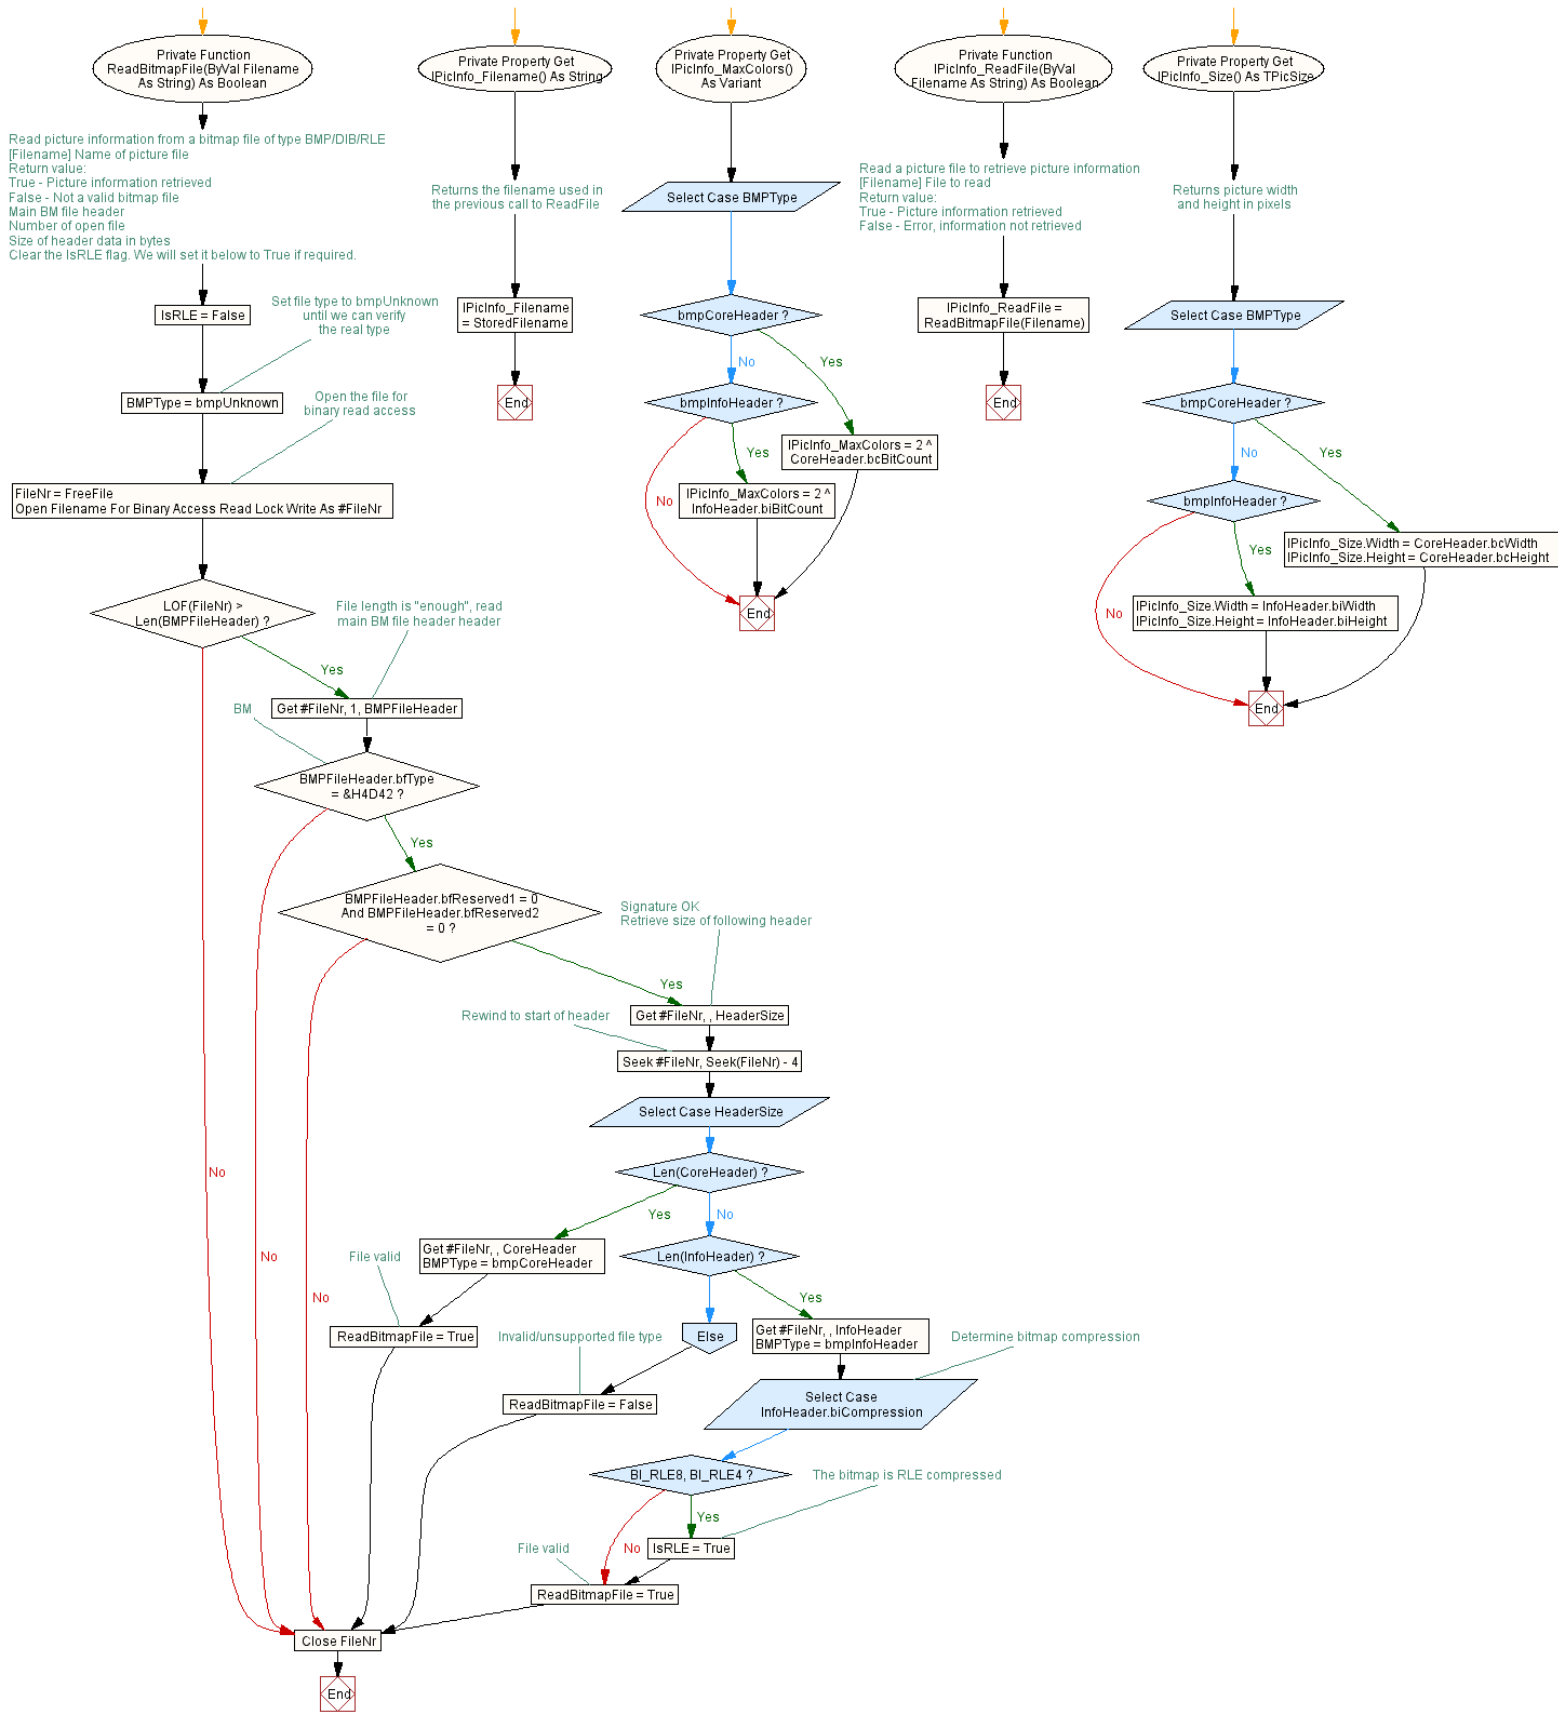 Private Function
ReadBitmapFile(ByVal Filename
As String) As Boolean
Read picture information from a bitmap file of type BMP/DIB/RLE
[Filename] Name of picture file
Return value:
True - Picture information retrieved
False - Not a valid bitmap file
Main BM file header
Number of open file
Size of header data in bytes
Clear the IsRLE flag. We will set it below to True if required.
IsRLE = False
Set file type to bmpUnknown
until we can verify
the real type
BMPType = bmpUnknown
Open the file for
binary read access
FileNr = FreeFile
Open Filename For Binary Access Read Lock Write As #FileNr
LOF(FileNr) >
Len(BMPFileHeader) ?
File length is "enough", read
main BM file header header
Yes
Get #FileNr, 1, BMPFileHeader
BM
BMPFileHeader.bfType
= &H4D42 ?
Yes
BMPFileHeader.bfReserved1 = 0
And BMPFileHeader.bfReserved2
= 0 ?
Signature OK
Retrieve size of following header
Yes
Get #FileNr, , HeaderSize
Rewind to start of header
Seek #FileNr, Seek(FileNr) - 4
Select Case HeaderSize
No
Len(CoreHeader) ?
Yes
No
No
Get #FileNr, , CoreHeader
BMPType = bmpCoreHeader
File valid
Len(InfoHeader) ?
No
Yes
ReadBitmapFile = True
Invalid/unsupported file type
Else
Get #FileNr, , InfoHeader
BMPType = bmpInfoHeader
Determine bitmap compression
ReadBitmapFile = False
Select Case
InfoHeader.biCompression
BI_RLE8, BI_RLE4 ?
The bitmap is RLE compressed
Yes
File valid
No
IsRLE = True
ReadBitmapFile = True
Close FileNr
End
Private Property Get
IPicInfo_Filename() As String
Returns the filename used in
the previous call to ReadFile
IPicInfo_Filename
= StoredFilename
End
Private Property Get
IPicInfo_MaxColors()
As Variant
Select Case BMPType
bmpCoreHeader ?
No
Yes
bmpInfoHeader ?
IPicInfo_MaxColors = 2 ^
CoreHeader.bcBitCount
Yes
No
IPicInfo_MaxColors = 2 ^
InfoHeader.biBitCount
End
Private Function
IPicInfo_ReadFile(ByVal
Filename As String) As Boolean
Read a picture file to retrieve picture information
[Filename] File to read
Return value:
True - Picture information retrieved
False - Error, information not retrieved
IPicInfo_ReadFile =
ReadBitmapFile(Filename)
End
Private Property Get
IPicInfo_Size() As TPicSize
Returns picture width
and height in pixels
Select Case BMPType
bmpCoreHeader ?
No
Yes
bmpInfoHeader ?
IPicInfo_Size.Width = CoreHeader.bcWidth
IPicInfo_Size.Height = CoreHeader.bcHeight
Yes
No
IPicInfo_Size.Width = InfoHeader.biWidth
IPicInfo_Size.Height = InfoHeader.biHeight
End